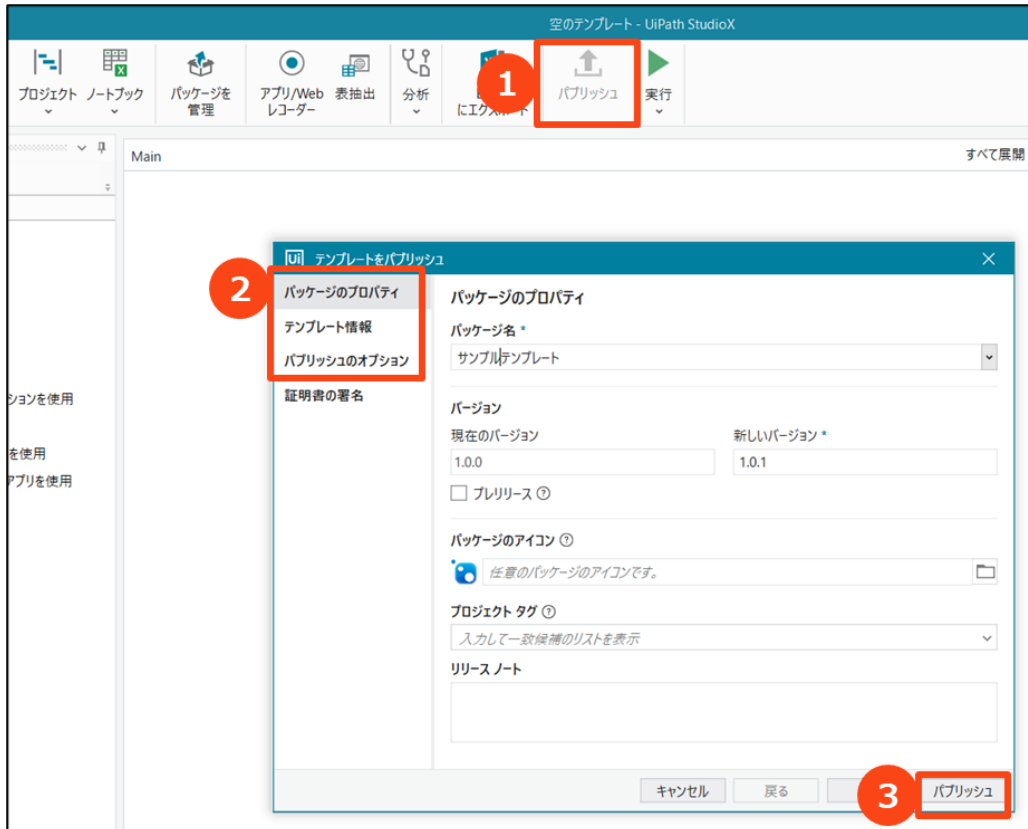 空のテンプレート - UiPath StudioX
プロジェクト
ノートブック
パッケージを
管理
アプリ/Web
レコーダー
表抽出
分析
にエクスポート
1
パブリッシュ
実行
Main
すべて展開
Ui テンプレートをパブリッシュ
2
パッケージのプロパティ
テンプレート情報
パブリッシュのオプション
証明書の署名
パッケージのプロパティ
パッケージ名 *
サンプルテンプレート
バージョン
現在のバージョン
新しいバージョン *
1.0.0
1.0.1
プレリリース
パッケージのアイコン
任意のパッケージのアイコンです。
プロジェクト タグ
入力して一致候補のリストを表示
リリース ノート
ションを使用
を使用
アプリを使用
キャンセル
戻る
3
パブリッシュ